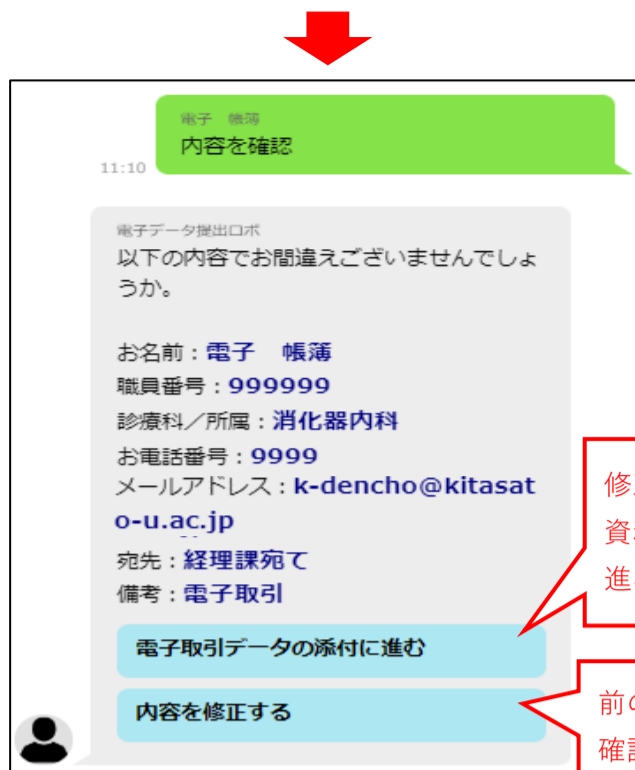 電子　帳薄
内容を確認
11:10
電子データ提出ロボ
以下の内容でお間違えございませんでしょ
うか。
お名前：電子　帳薄
職員番号：999999
診療科／所属：消化器内科
お電話番号：9999
メールアドレス：k-dencho@kitasat
o-u.ac.jp
宛先：経理課宛て
備考：電子取引
修
資
進
電子取引データの添付に進む
内容を修正する
前の
確認